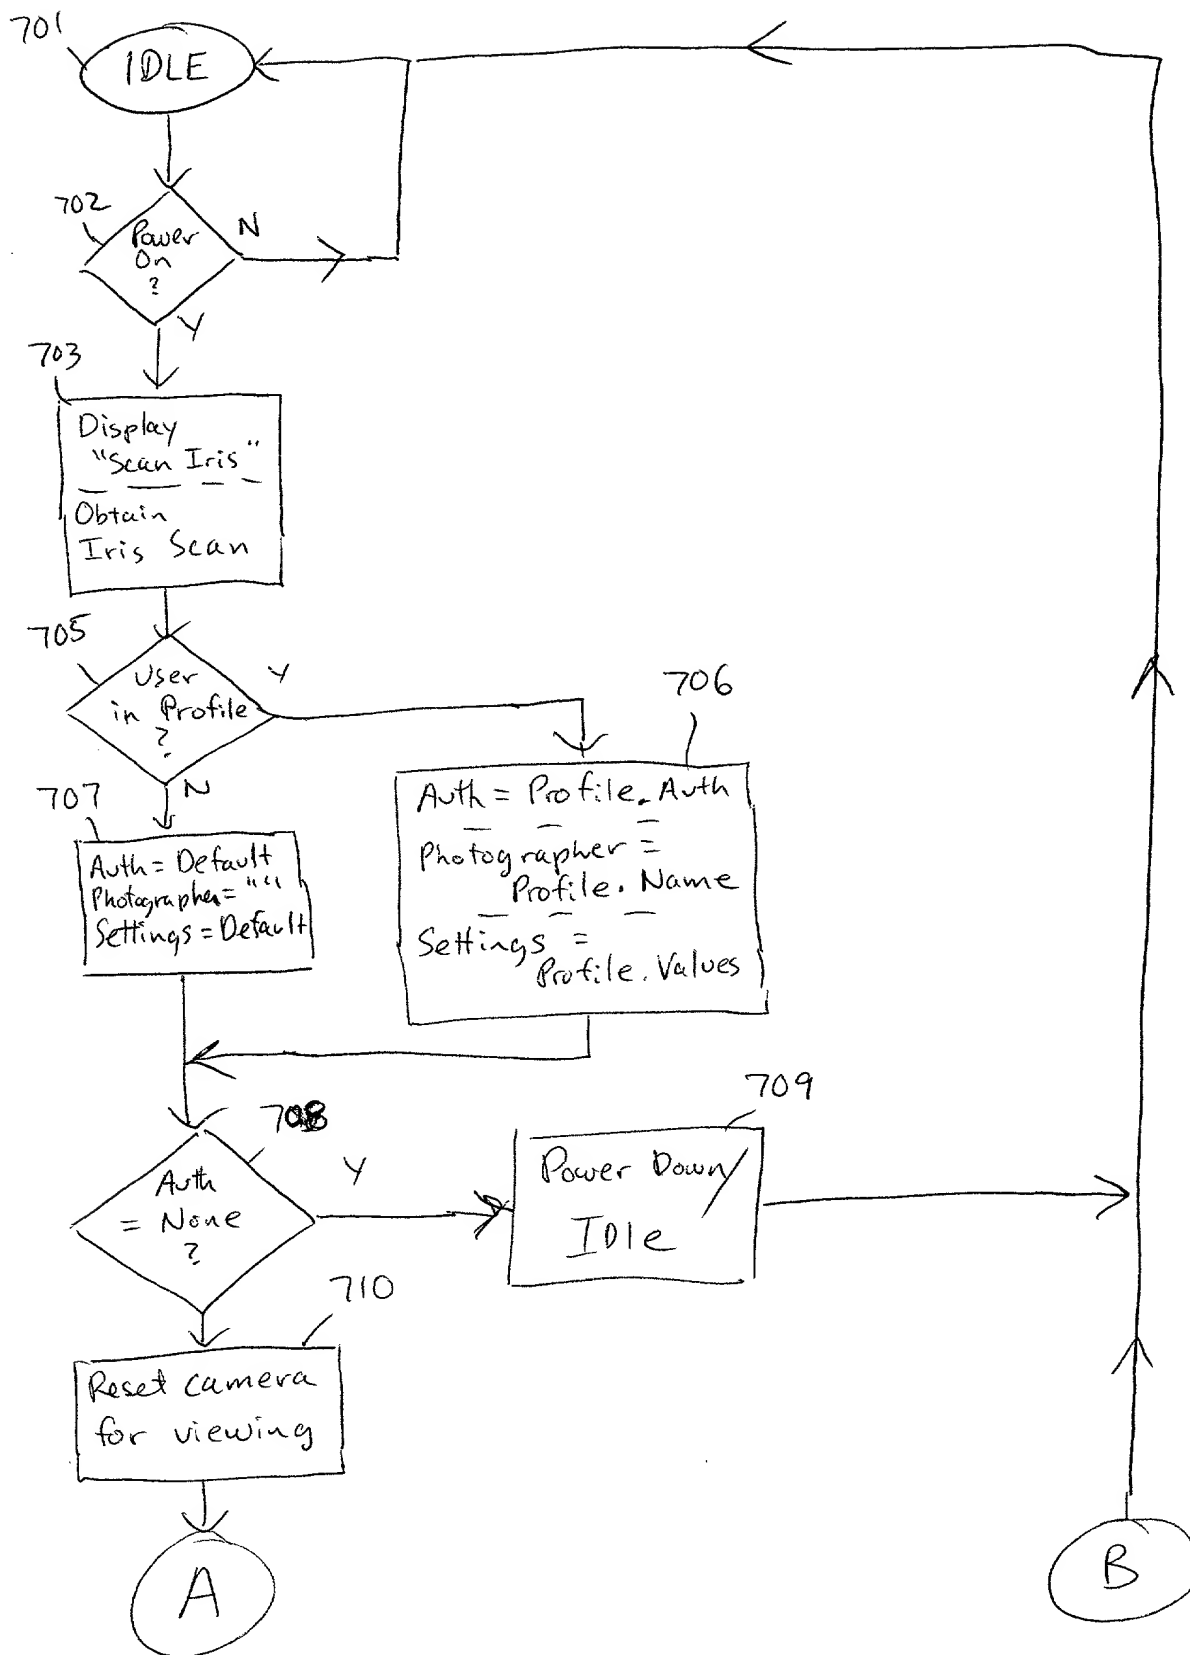 701
IDLE
702
Power
On
?
N
Y
703
Display
"Scan Iris"
Obtain
Iris Scan
705
User
in Profile
?
Y
N
706
Auth = Profile.Auth
Photographer =
Profile.Name
Settings =
Profile.Values
707
Auth = Default
Photographer = ""
Settings = Default
708
Auth
= None
?
Y
709
Power Down/
IDle
710
Reset camera
for viewing
A
B